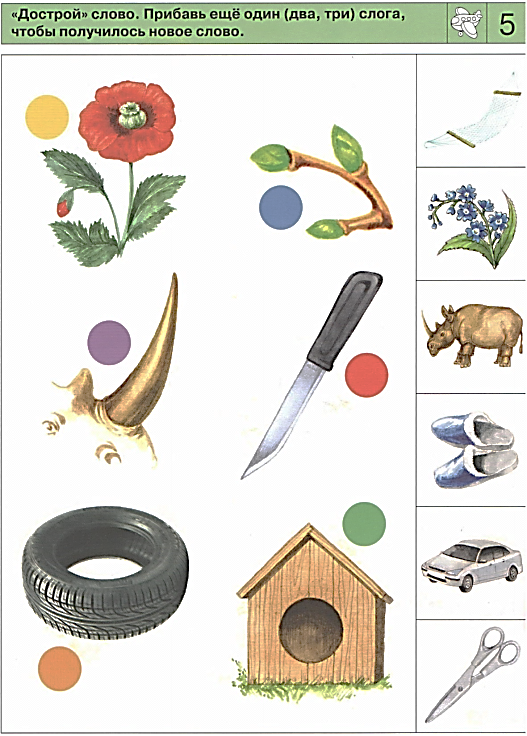 «Дострой» слово. Прибавь ещё один (два, три) слога,
чтобы получилось новое слово.
5